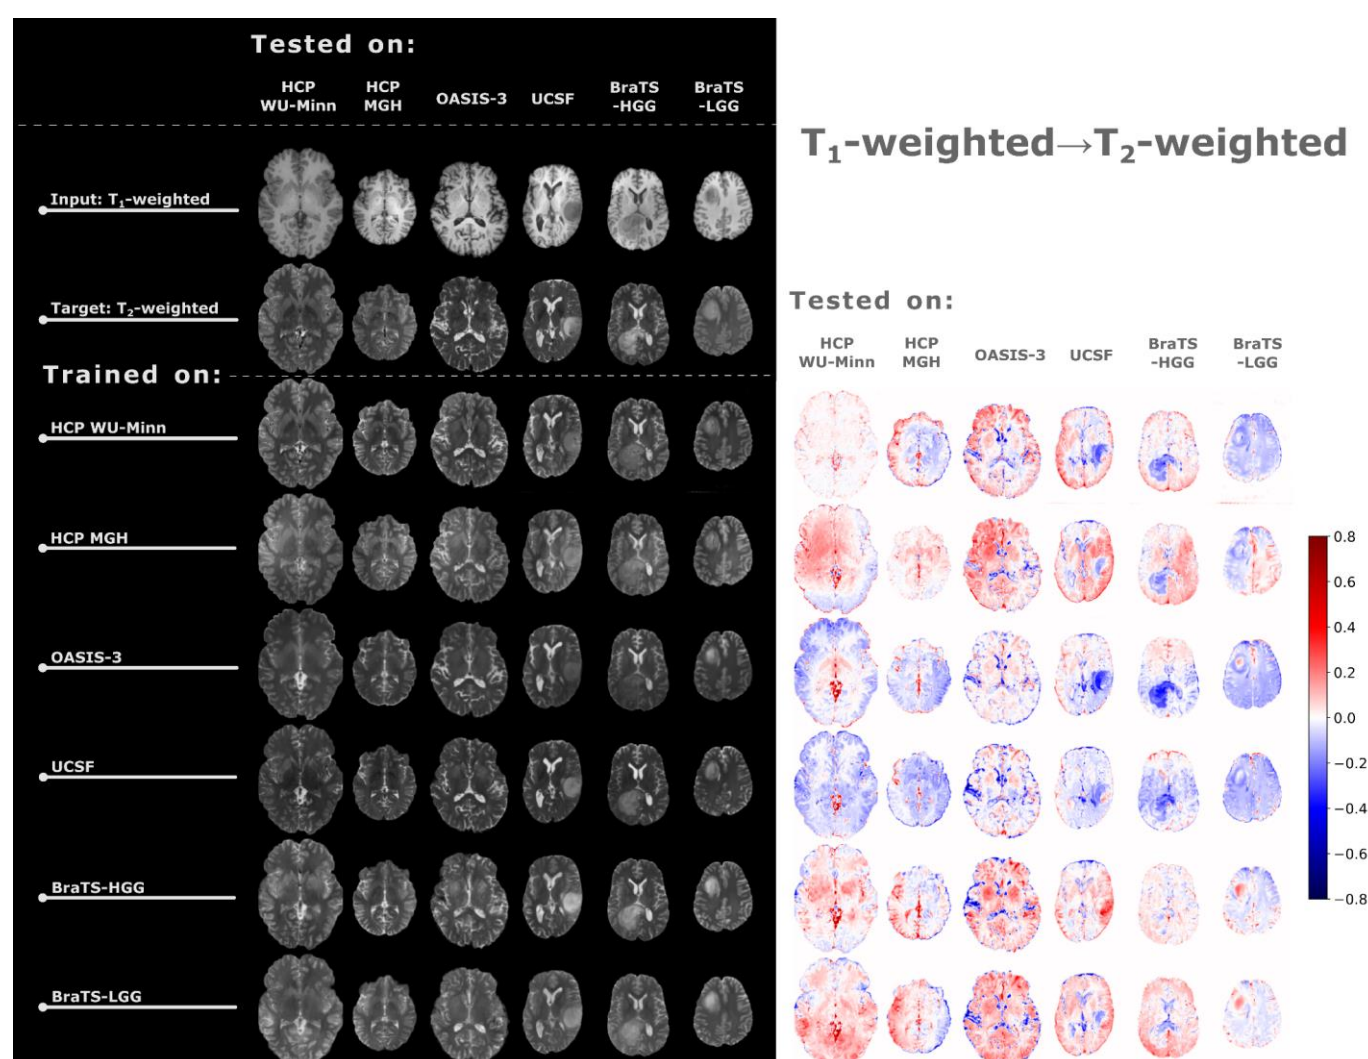 Tested on:
HCP WU-Minn
HCP MGH
OASIS-3
UCSF
BraTS -HGG
BraTS -LGG
Input: T₁-weighted
Target: T₂-weighted
Trained on:
HCP WU-Minn
HCP MGH
OASIS-3
UCSF
BraTS-HGG
BraTS-LGG
T₁-weighted→T₂-weighted
Tested on:
HCP WU-Minn
HCP MGH
OASIS-3
UCSF
BraTS -HGG
BraTS -LGG
0.8
0.6
0.4
0.2
0.0
−0.2
−0.4
−0.6
−0.8